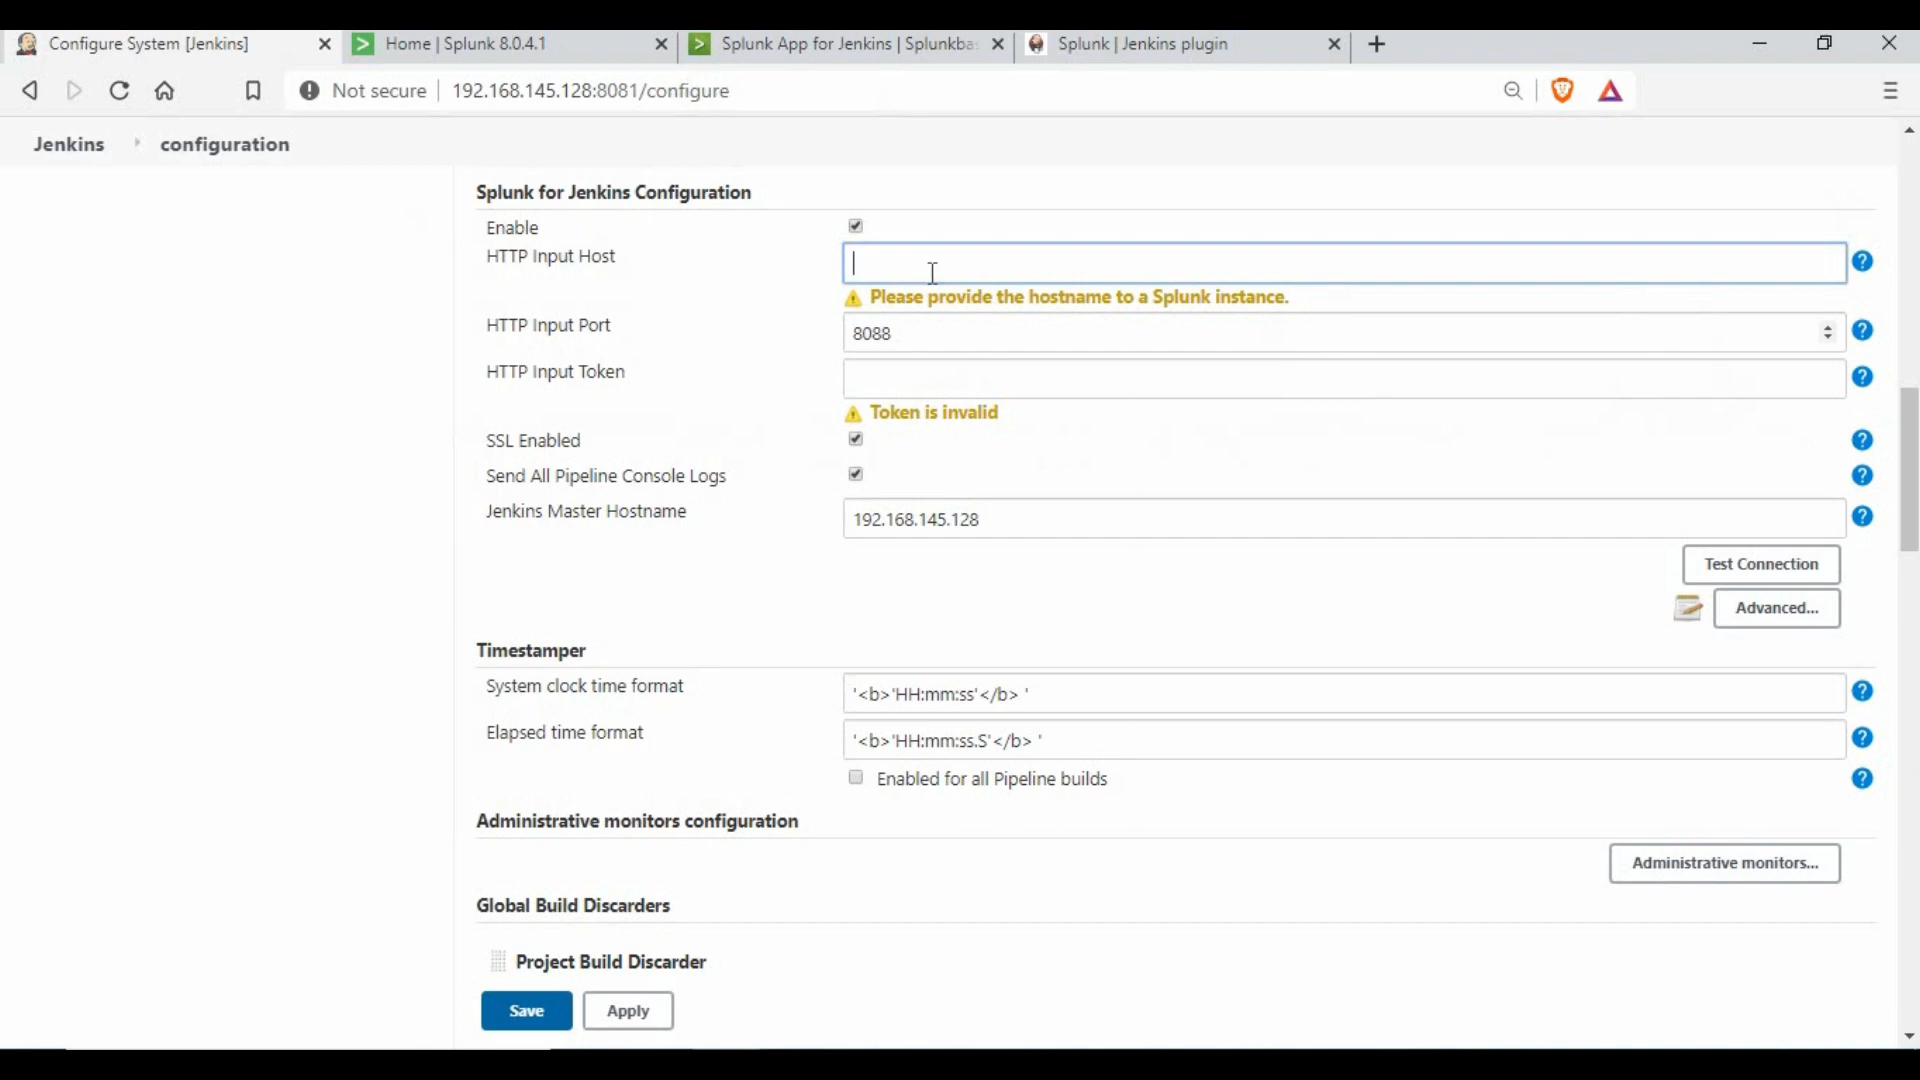 Configure System [Jenkins]
Home | Splunk 8.0.4.1
Splunk App for Jenkins | Splunkba
Splunk | Jenkins plugin
Not secure
192.168.145.128:8081/configure
Jenkins
configuration
Splunk for Jenkins Configuration
Enable
HTTP Input Host
Please provide the hostname to a Splunk instance.
HTTP Input Port
8088
HTTP Input Token
Token is invalid
SSL Enabled
Send All Pipeline Console Logs
Jenkins Master Hostname
192.168.145.128
Test Connection
Advanced...
Timestamper
System clock time format
'<b>'HH:mm:ss'</b> '
Elapsed time format
'<b>'HH:mm:ss.S'</b> '
Enabled for all Pipeline builds
Administrative monitors configuration
Administrative monitors...
Global Build Discarders
Project Build Discarder
Save
Apply